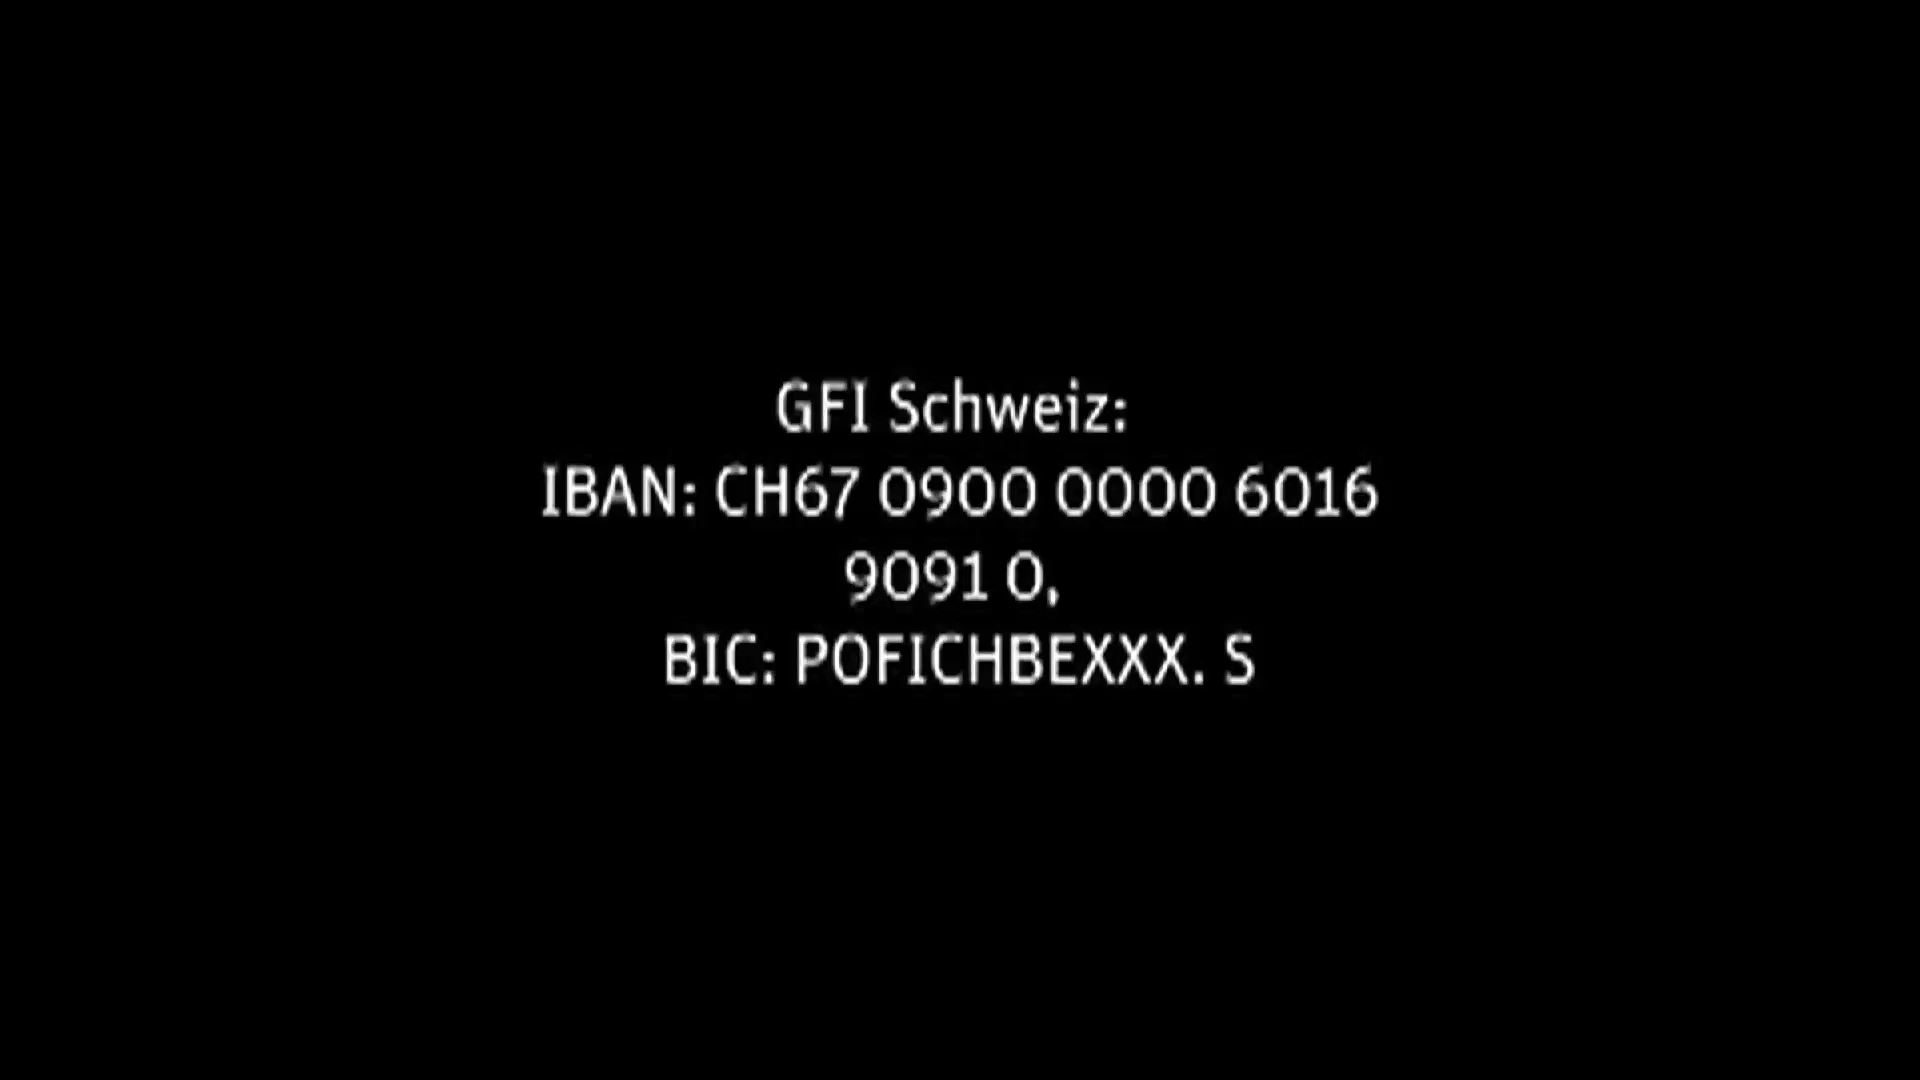 GFI Schweiz:
IBAN: CH67 0900 0000 6016
9091 0,
BIC: POFICHBEXXX. S